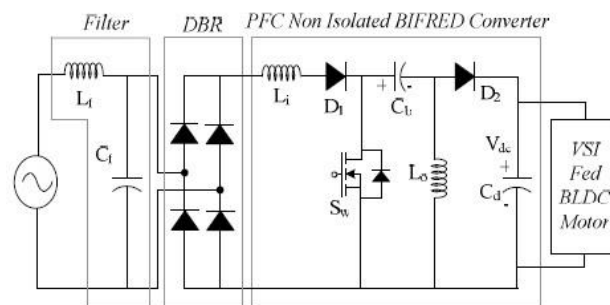 Filter
DBR
PFC Non Isolated BIFRED Converter
Lf
Cf
Li
D1
+
-
D2
Sw
Lo
Vdc
+
Cd
-
VSI
Fed
BLDC
Motor